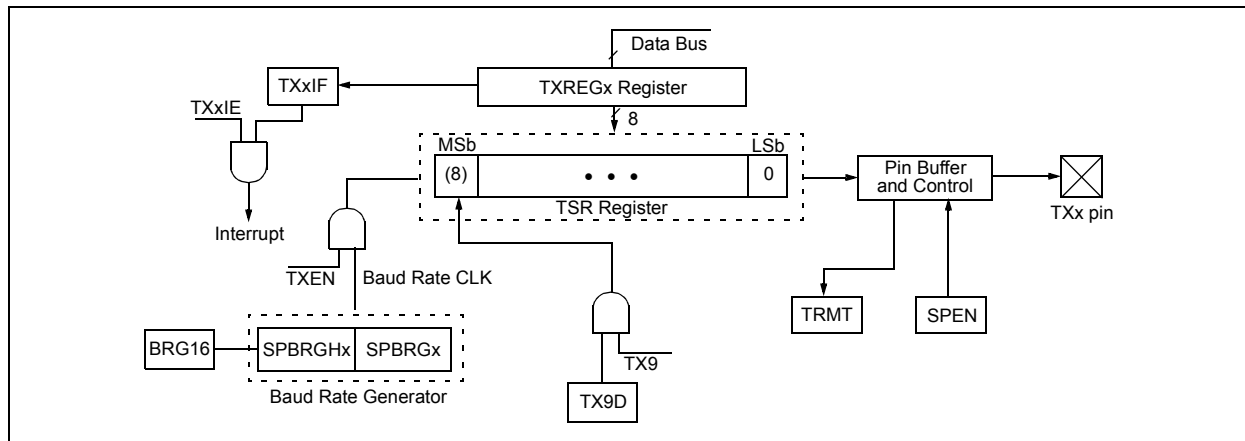 Data Bus
TXxIF
TXREGx Register
TXxIE
8
MSb
LSb
(8)
• • •
0
Pin Buffer
and Control
TSR Register
TXx pin
Interrupt
TXEN
Baud Rate CLK
TRMT
SPEN
BRG16
SPBRGHx
SPBRGx
TX9
Baud Rate Generator
TX9D